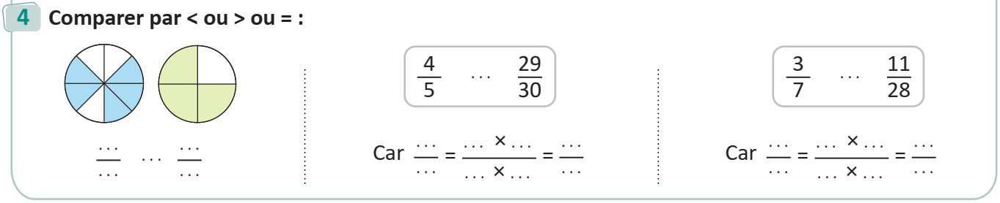 4 Comparer par < ou > ou = :
4/5 ... 29/30
3/7 ... 11/28
.../... ... .../...
Car .../... = ... × .../... × ... = .../...
Car .../... = ... × .../... × ... = .../...